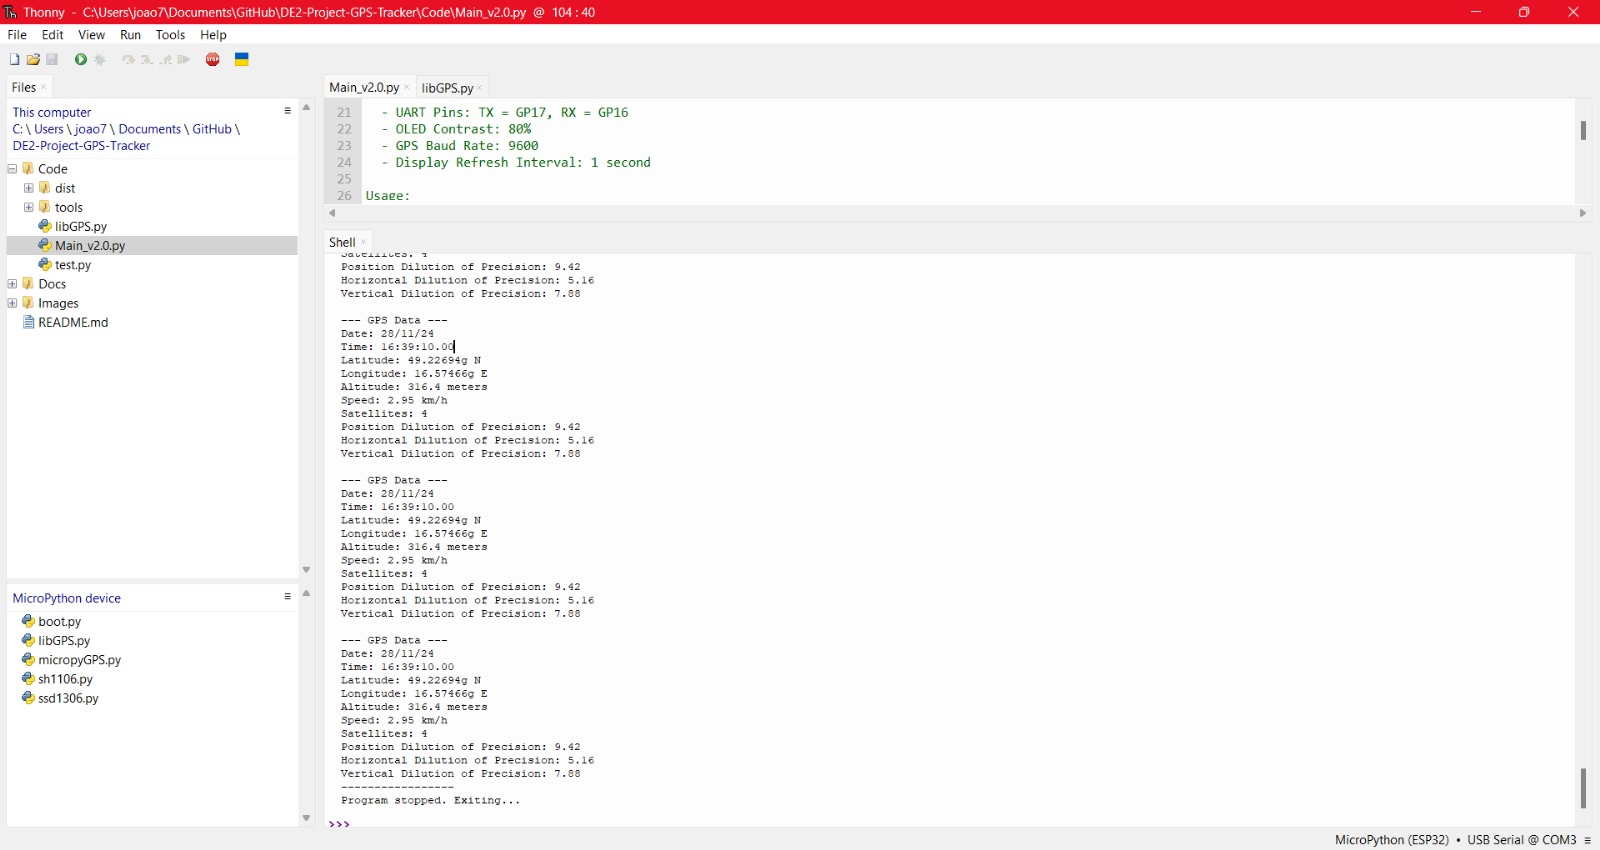 Thonny - C:\Users\joao7\Documents\GitHub\DE2-Project-GPS-Tracker\Code\Main_v2.0.py @ 104 : 40
File Edit View Run Tools Help
STOP
Files
This computer
C: \ Users \ joao7 \ Documents \ GitHub \
DE2-Project-GPS-Tracker
Code
dist
tools
libGPS.py
Main_v2.0.py
test.py
Docs
Images
README.md
MicroPython device
boot.py
libGPS.py
micropyGPS.py
sh1106.py
ssd1306.py
Main_v2.0.py
libGPS.py
21 - UART Pins: TX = GP17, RX = GP16
22 - OLED Contrast: 80%
23 - GPS Baud Rate: 9600
24 - Display Refresh Interval: 1 second
25
26 Usage:
Shell
Satellites: 4
Position Dilution of Precision: 9.42
Horizontal Dilution of Precision: 5.16
Vertical Dilution of Precision: 7.88
--- GPS Data ---
Date: 28/11/24
Time: 16:39:10.00
Latitude: 49.22694g N
Longitude: 16.57466g E
Altitude: 316.4 meters
Speed: 2.95 km/h
Satellites: 4
Position Dilution of Precision: 9.42
Horizontal Dilution of Precision: 5.16
Vertical Dilution of Precision: 7.88
--- GPS Data ---
Date: 28/11/24
Time: 16:39:10.00
Latitude: 49.22694g N
Longitude: 16.57466g E
Altitude: 316.4 meters
Speed: 2.95 km/h
Satellites: 4
Position Dilution of Precision: 9.42
Horizontal Dilution of Precision: 5.16
Vertical Dilution of Precision: 7.88
--- GPS Data ---
Date: 28/11/24
Time: 16:39:10.00
Latitude: 49.22694g N
Longitude: 16.57466g E
Altitude: 316.4 meters
Speed: 2.95 km/h
Satellites: 4
Position Dilution of Precision: 9.42
Horizontal Dilution of Precision: 5.16
Vertical Dilution of Precision: 7.88
-----------------
Program stopped. Exiting...
>>>
MicroPython (ESP32) • USB Serial @ COM3